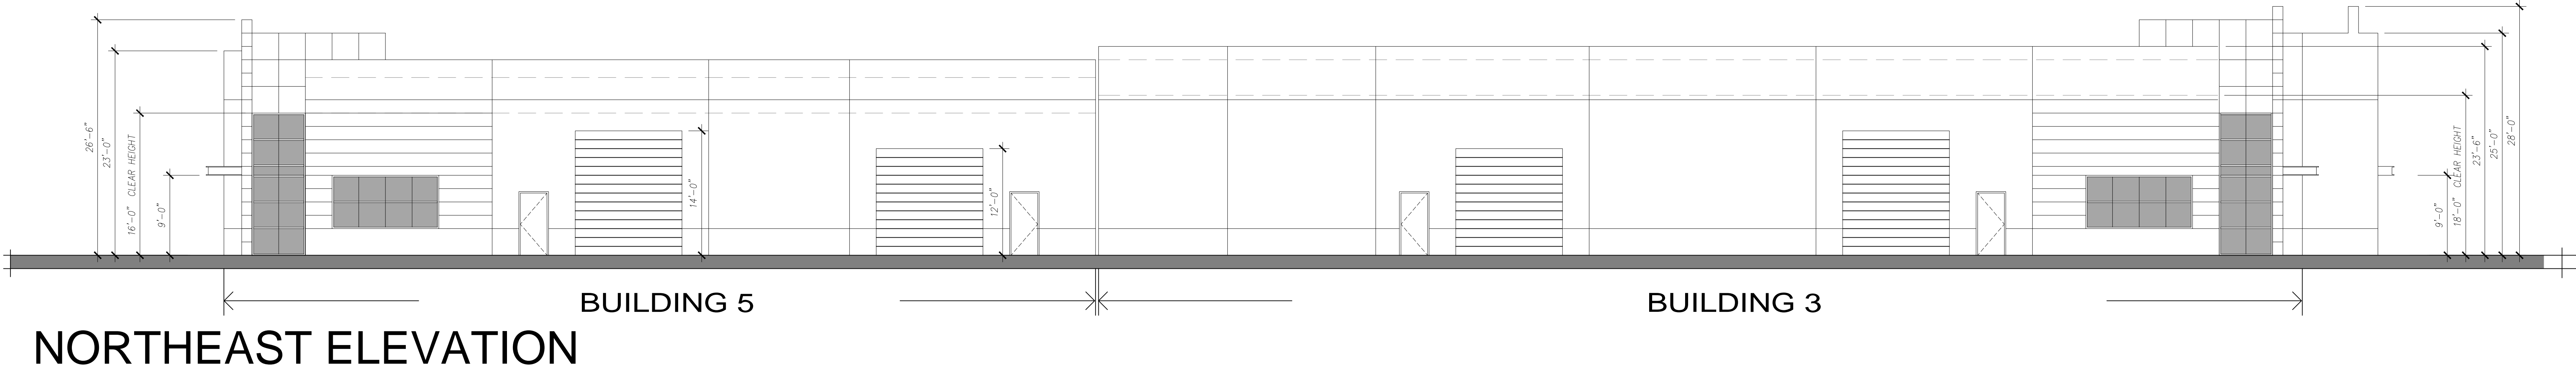 26'-6"
23'-0"
16'-0" CLEAR HEIGHT
9'-0"
14'-0"
12'-0"
9'-0"
18'-0" CLEAR HEIGHT
23'-6"
25'-0"
28'-0"
BUILDING 5
BUILDING 3
NORTHEAST ELEVATION